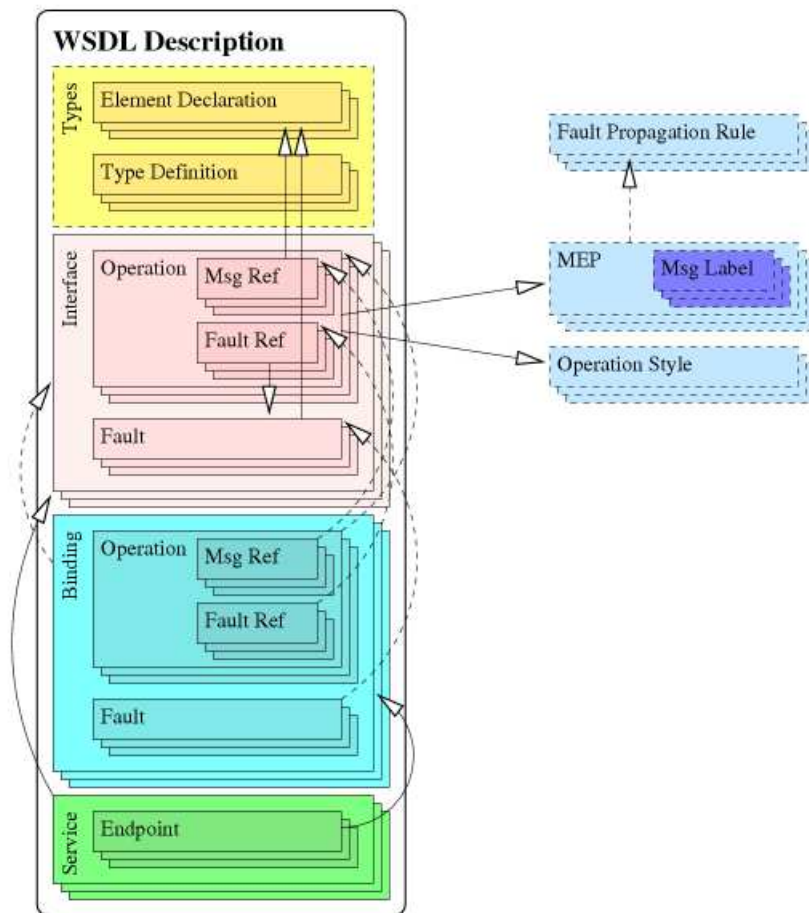 WSDL Description
Types
Element Declaration
Type Definition
Interface
Operation
Msg Ref
Fault Ref
Fault
Binding
Operation
Msg Ref
Fault Ref
Fault
Service
Endpoint
Fault Propagation Rule
MEP
Msg Label
Operation Style